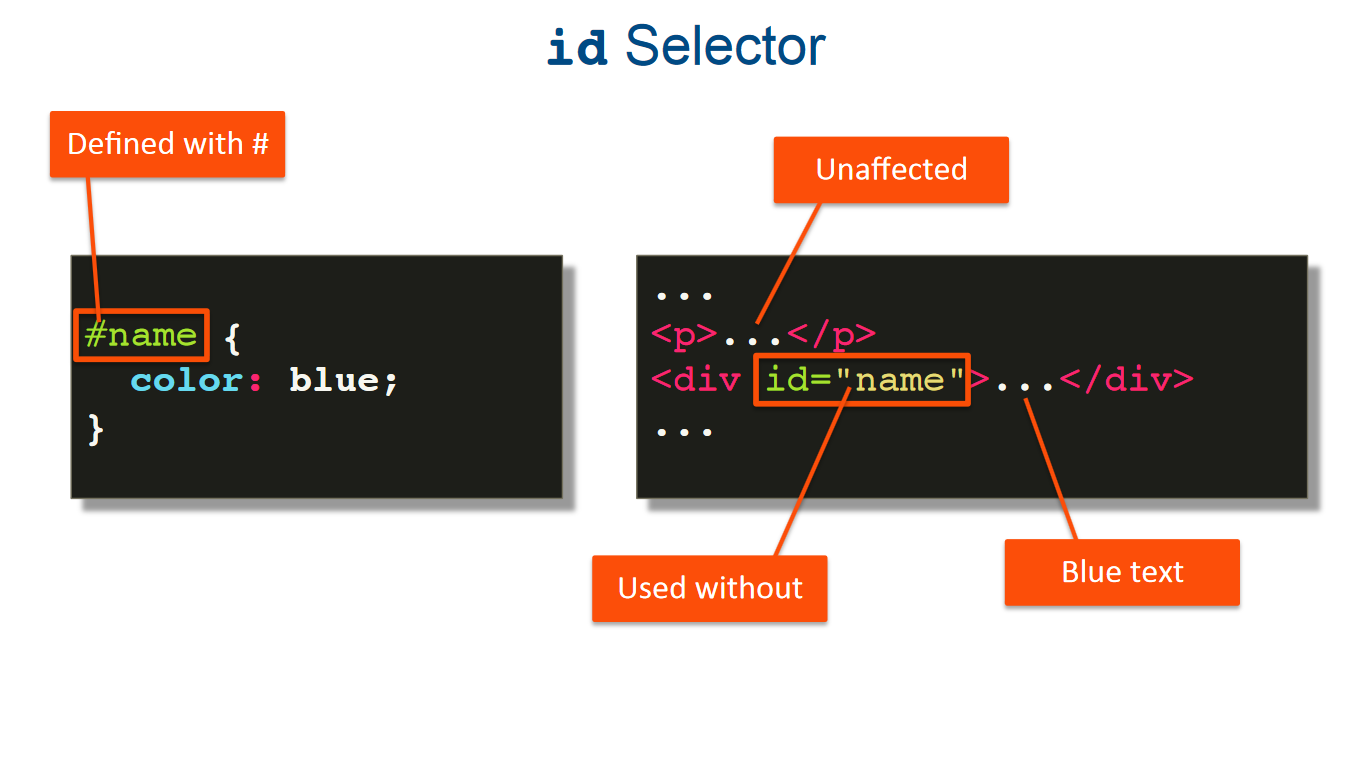 id Selector
Defined with #
Unaffected
#name {
color: blue;
}
...
<p>...</p>
<div id="name">...</div>
...
Used without
Blue text